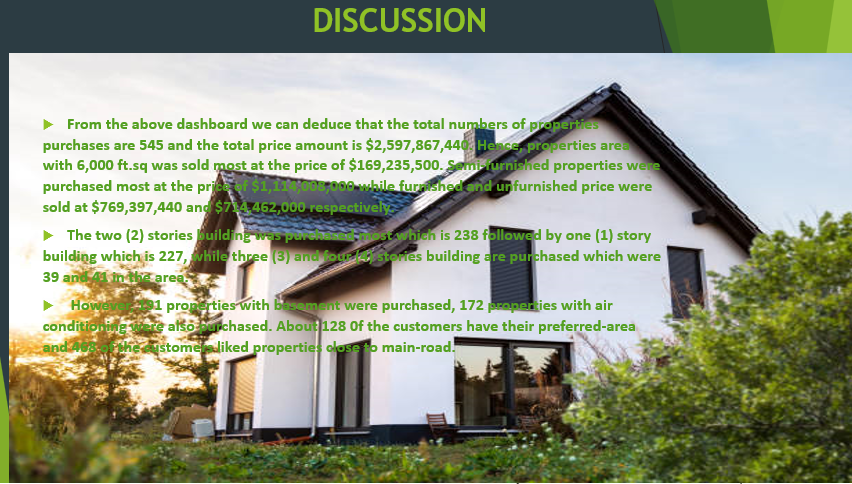 DISCUSSION
From the above dashboard we can deduce that the total numbers of properties
purchases are 545 and the total price amount is $2,597,867,440. Hence, properties area
with 6,000 ft.sq was sold most at the price of $169,235,500. Semi-furnished properties were
purchased most at the price of $1,114,008,000 while furnished and unfurnished price were
sold at $769,397,440 and $714,462,000 respectively.
The two (2) stories building was purchased most which is 238 followed by one (1) story
building which is 227, while three (3) and four (4) stories building are purchased which were
39 and 41 in the area.
However, 191 properties with basement were purchased, 172 properties with air
conditioning were also purchased. About 128 0f the customers have their preferred-area
and 468 of the customers liked properties close to main-road.